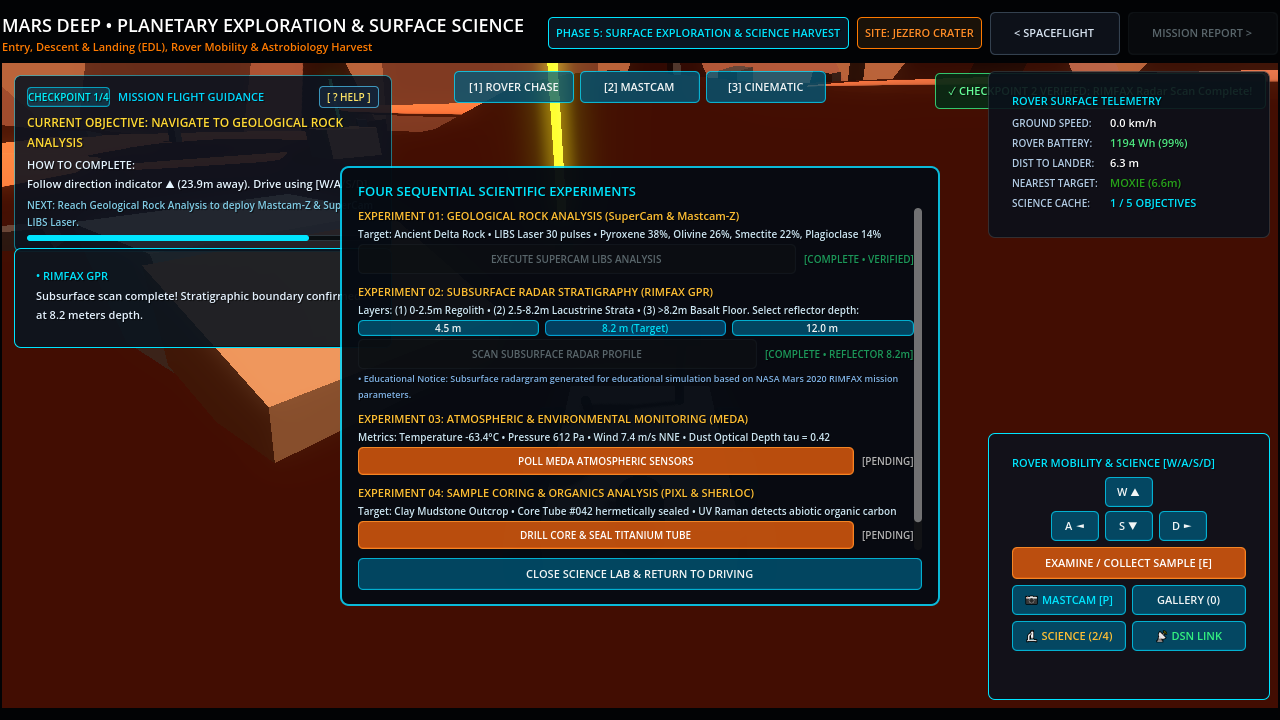 MARS DEEP • PLANETARY EXPLORATION & SURFACE SCIENCE
Entry, Descent & Landing (EDL), Rover Mobility & Astrobiology Harvest
PHASE 5: SURFACE EXPLORATION & SCIENCE HARVEST
SITE: JEZERO CRATER
< SPACEFLIGHT
MISSION REPORT >
CHECKPOINT 1/4
MISSION FLIGHT GUIDANCE
[ ? HELP ]
CURRENT OBJECTIVE: NAVIGATE TO GEOLOGICAL ROCK
ANALYSIS
HOW TO COMPLETE:
Follow direction indicator ▲ (23.9m away). Drive using [W/A
NEXT: Reach Geological Rock Analysis to deploy Mastcam-Z & Sup
LIBS Laser.
• RIMFAX GPR
Subsurface scan complete! Stratigraphic boundary confir
at 8.2 meters depth.
[1] ROVER CHASE
[2] MASTCAM
[3] CINEMATIC
✓ CHECKPOINT 2 VERIFIED: RIMFAX Radar Scan Complete!
FOUR SEQUENTIAL SCIENTIFIC EXPERIMENTS
EXPERIMENT 01: GEOLOGICAL ROCK ANALYSIS (SuperCam & Mastcam-Z)
Target: Ancient Delta Rock • LIBS Laser 30 pulses • Pyroxene 38%, Olivine 26%, Smectite 22%, Plagioclase 14%
EXECUTE SUPERCAM LIBS ANALYSIS
[COMPLETE • VERIFIED]
EXPERIMENT 02: SUBSURFACE RADAR STRATIGRAPHY (RIMFAX GPR)
Layers: (1) 0-2.5m Regolith • (2) 2.5-8.2m Lacustrine Strata • (3) >8.2m Basalt Floor. Select reflector depth:
4.5 m
8.2 m (Target)
12.0 m
SCAN SUBSURFACE RADAR PROFILE
[COMPLETE • REFLECTOR 8.2m]
• Educational Notice: Subsurface radargram generated for educational simulation based on NASA Mars 2020 RIMFAX mission
parameters.
EXPERIMENT 03: ATMOSPHERIC & ENVIRONMENTAL MONITORING (MEDA)
Metrics: Temperature -63.4°C • Pressure 612 Pa • Wind 7.4 m/s NNE • Dust Optical Depth tau = 0.42
POLL MEDA ATMOSPHERIC SENSORS
[PENDING]
EXPERIMENT 04: SAMPLE CORING & ORGANICS ANALYSIS (PIXL & SHERLOC)
Target: Clay Mudstone Outcrop • Core Tube #042 hermetically sealed • UV Raman detects abiotic organic carbon
DRILL CORE & SEAL TITANIUM TUBE
[PENDING]
CLOSE SCIENCE LAB & RETURN TO DRIVING
ROVER SURFACE TELEMETRY
GROUND SPEED: 0.0 km/h
ROVER BATTERY: 1194 Wh (99%)
DIST TO LANDER: 6.3 m
NEAREST TARGET: MOXIE (6.6m)
SCIENCE CACHE: 1 / 5 OBJECTIVES
ROVER MOBILITY & SCIENCE [W/A/S/D]
W ▲
A ◄
S ▼
D ►
EXAMINE / COLLECT SAMPLE [E]
MASTCAM [P]
GALLERY (0)
SCIENCE (2/4)
DSN LINK